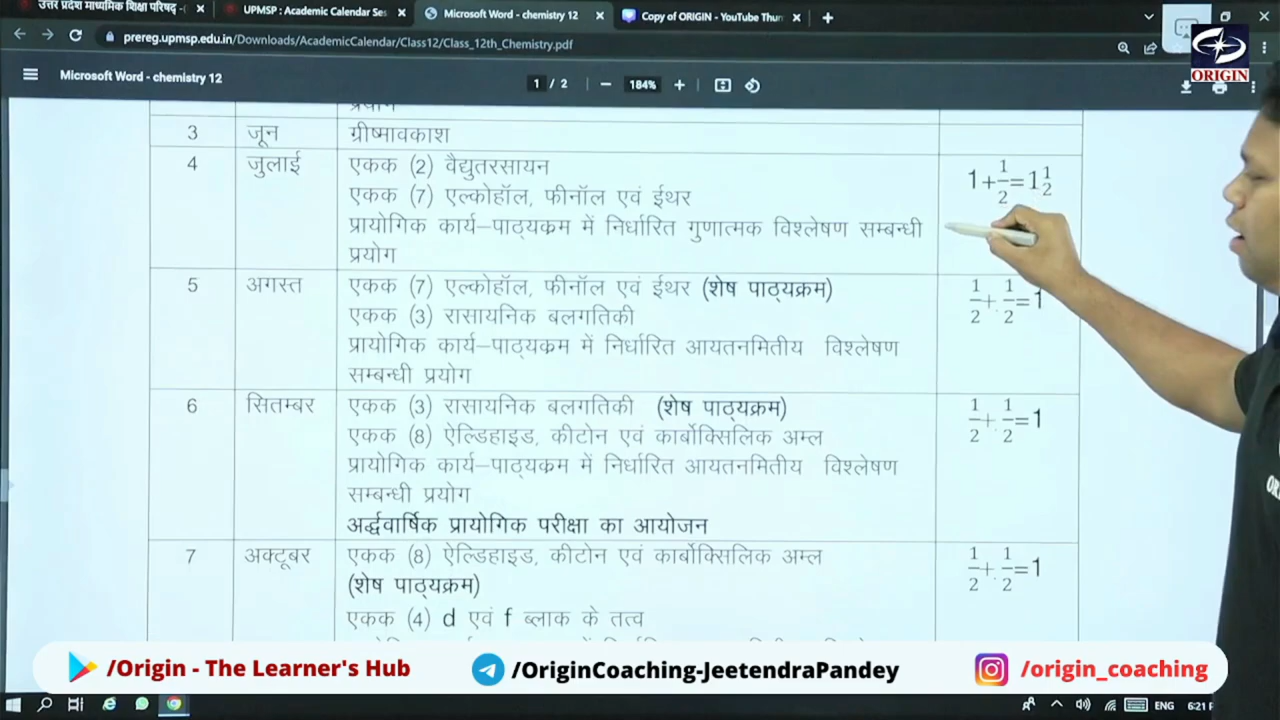 उत्तर प्रदेश माध्यमिक शिक्षा परिषद् -
UPMSP : Academic Calendar Ses
Microsoft Word - chemistry 12
Copy of ORIGIN - YouTube Thun
prereg.upmsp.edu.in/Downloads/AcademicCalendar/Class12/Class_12th_Chemistry.pdf
ORIGIN
Microsoft Word - chemistry 12
1 / 2
184%
3 जून ग्रीष्मावकाश
4 जुलाई एकक (2) वैद्युतरसायन 1+1/2=1 1/2
एकक (7) एल्कोहॉल, फीनॉल एवं ईथर
प्रायोगिक कार्य–पाठ्यक्रम में निर्धारित गुणात्मक विश्लेषण सम्बन्धी
प्रयोग
5 अगस्त एकक (7) एल्कोहॉल, फीनॉल एवं ईथर (शेष पाठ्यक्रम) 1/2+1/2=1
एकक (3) रासायनिक बलगतिकी
प्रायोगिक कार्य–पाठ्यक्रम में निर्धारित आयतनमितीय विश्लेषण
सम्बन्धी प्रयोग
6 सितम्बर एकक (3) रासायनिक बलगतिकी (शेष पाठ्यक्रम) 1/2+1/2=1
एकक (8) ऐल्डिहाइड, कीटोन एवं कार्बोक्सिलिक अम्ल
प्रायोगिक कार्य–पाठ्यक्रम में निर्धारित आयतनमितीय विश्लेषण
सम्बन्धी प्रयोग
अर्द्धवार्षिक प्रायोगिक परीक्षा का आयोजन
7 अक्टूबर एकक (8) ऐल्डिहाइड, कीटोन एवं कार्बोक्सिलिक अम्ल 1/2+1/2=1
(शेष पाठ्यक्रम)
एकक (4) d एवं f ब्लाक के तत्व
/Origin - The Learner's Hub
/OriginCoaching-JeetendraPandey
/origin_coaching
ENG
6:21